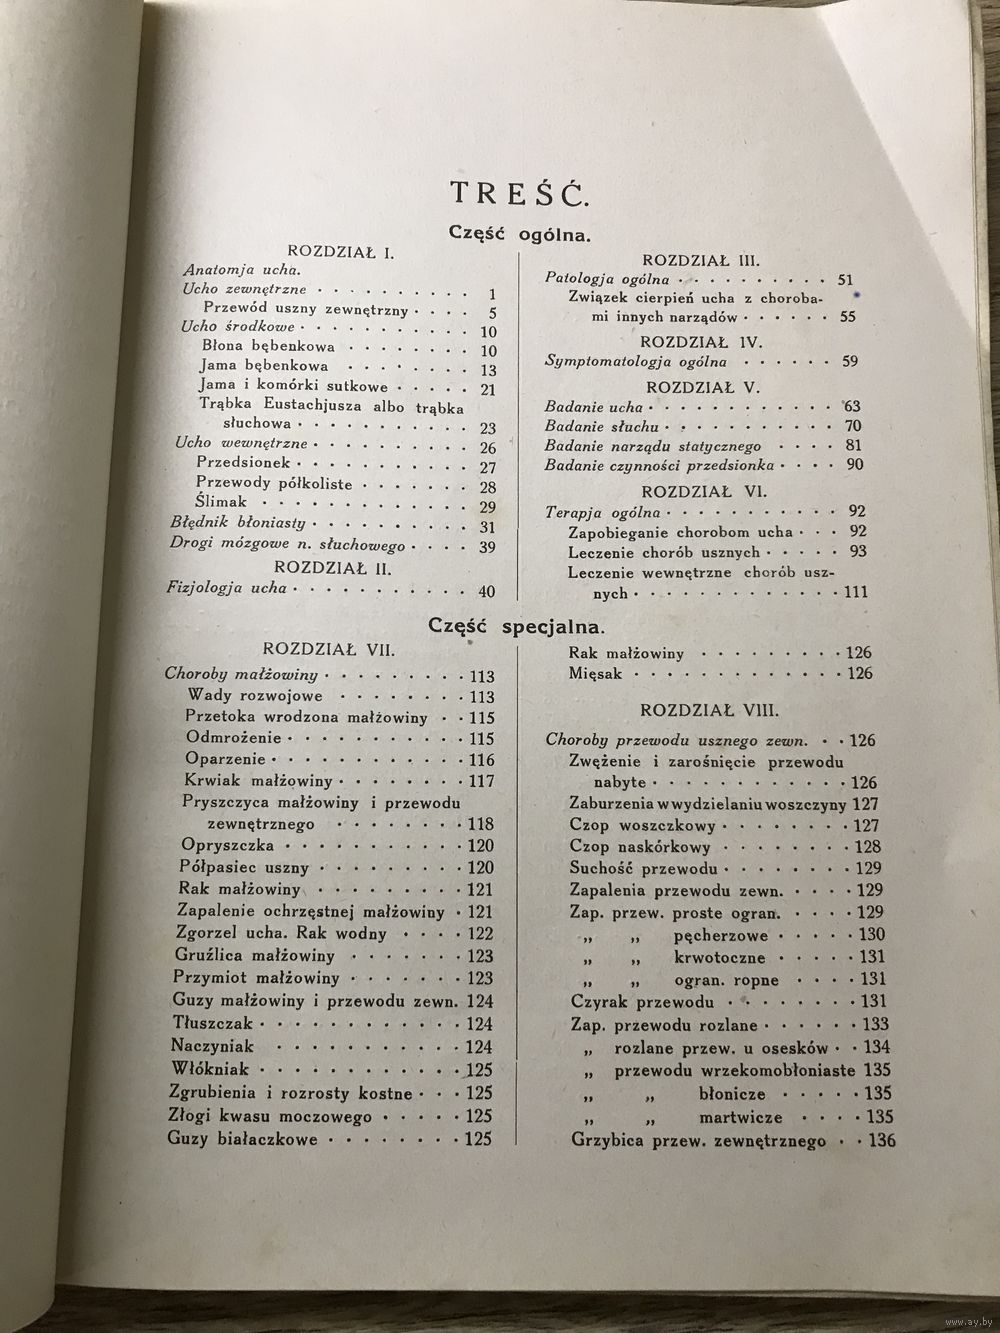 TREŚĆ.
Część ogólna.
ROZDZIAŁ I.
Anatomja ucha.
Ucho zewnętrzne · · · · · · · · · · 1
Przewód uszny zewnętrzny · · · · 5
Ucho środkowe · · · · · · · · · · · 10
Błona bębenkowa · · · · · · · · 10
Jama bębenkowa · · · · · · · · 13
Jama i komórki sutkowe · · · · · 21
Trąbka Eustachjusza albo trąbka
słuchowa · · · · · · · · · · · 23
Ucho wewnętrzne · · · · · · · · · · 26
Przedsionek · · · · · · · · · · · 27
Przewody półkoliste · · · · · · · 28
Ślimak · · · · · · · · · · · · · 29
Błędnik błoniasty · · · · · · · · · · 31
Drogi mózgowe n. słuchowego · · · · 39
ROZDZIAŁ II.
Fizjologja ucha · · · · · · · · · · · 40
ROZDZIAŁ III.
Patologja ogólna · · · · · · · · · · 51
Związek cierpień ucha z choroba-
mi innych narządów · · · · · · 55
ROZDZIAŁ IV.
Symptomatologja ogólna · · · · · · 59
ROZDZIAŁ V.
Badanie ucha · · · · · · · · · · · · 63
Badanie słuchu · · · · · · · · · · · 70
Badanie narządu statycznego · · · · 81
Badanie czynności przedsionka · · · · 90
ROZDZIAŁ VI.
Terapja ogólna · · · · · · · · · · · 92
Zapobieganie chorobom ucha · · · 92
Leczenie chorób usznych · · · · · 93
Leczenie wewnętrzne chorób usz-
nych · · · · · · · · · · · · · 111
Część specjalna.
ROZDZIAŁ VII.
Choroby małżowiny · · · · · · · · · 113
Wady rozwojowe · · · · · · · · 113
Przetoka wrodzona małżowiny · · 115
Odmrożenie · · · · · · · · · · · 115
Oparzenie · · · · · · · · · · · · 116
Krwiak małżowiny · · · · · · · · 117
Pryszczyca małżowiny i przewodu
zewnętrznego · · · · · · · · 118
Opryszczka · · · · · · · · · · · 120
Półpasiec uszny · · · · · · · · · 120
Rak małżowiny · · · · · · · · · 121
Zapalenie ochrzęstnej małżowiny · 121
Zgorzel ucha. Rak wodny · · · · 122
Gruźlica małżowiny · · · · · · · 123
Przymiot małżowiny · · · · · · · 123
Guzy małżowiny i przewodu zewn. 124
Tłuszczak · · · · · · · · · · · · 124
Naczyniak · · · · · · · · · · · · 124
Włókniak · · · · · · · · · · · · 125
Zgrubienia i rozrosty kostne · · · 125
Złogi kwasu moczowego · · · · · 125
Guzy białaczkowe · · · · · · · · 125
Rak małżowiny · · · · · · · · · 126
Mięsak · · · · · · · · · · · · · 126
ROZDZIAŁ VIII.
Choroby przewodu usznego zewn. · · 126
Zwężenie i zarośnięcie przewodu
nabyte · · · · · · · · · · · · 126
Zaburzenia w wydzielaniu woszczyny 127
Czop woszczkowy · · · · · · · · 127
Czop naskórkowy · · · · · · · · 128
Suchość przewodu · · · · · · · · 129
Zapalenia przewodu zewn. · · · · 129
Zap. przew. proste ogran. · · · · 129
„ „ pęcherzowe · · · · · 130
„ „ krwotoczne · · · · · 131
„ „ ogran. ropne · · · · 131
Czyrak przewodu · · · · · · · · 131
Zap. przewodu rozlane · · · · · · 133
„ rozlane przew. u osesków · · 134
„ przewodu wrzekomobłoniaste 135
„ „ błonicze · · · · · 135
„ „ martwicze · · · · 135
Grzybica przew. zewnętrznego · · 136
www.ay.by